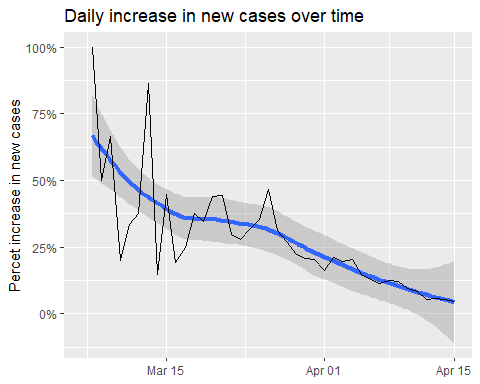 Daily increase in new cases over time
100%
75%
50%
25%
0%
Percet increase in new cases
Mar 15
Apr 01
Apr 15